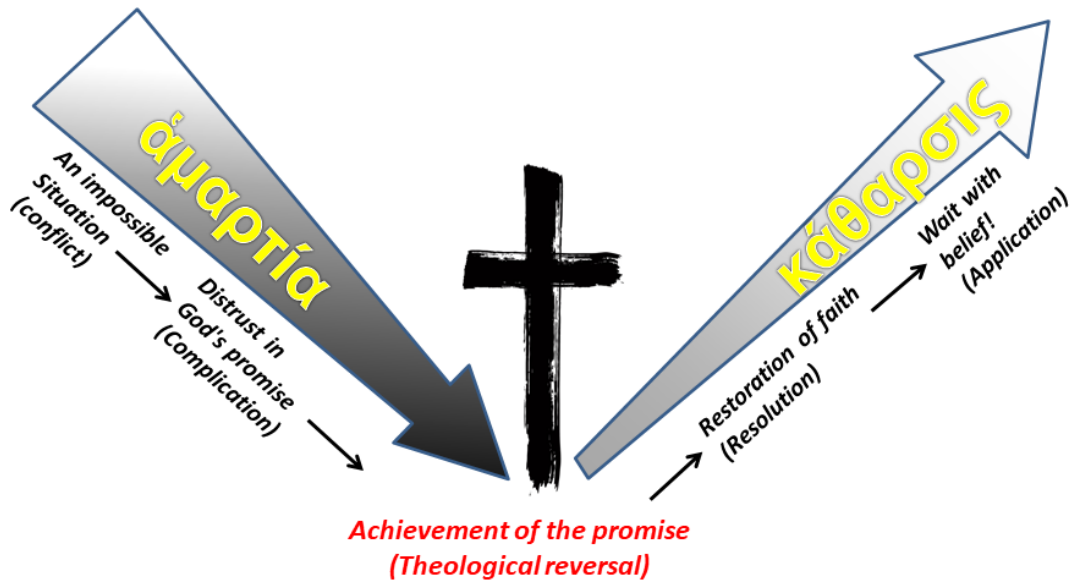 ἁμαρτία
An impossible
Situation
(conflict)
Distrust in
God's promise
(Complication)
Achievement of the promise
(Theological reversal)
Restoration of faith
(Resolution)
Wait with
belief!
(Application)
κάθαρσις